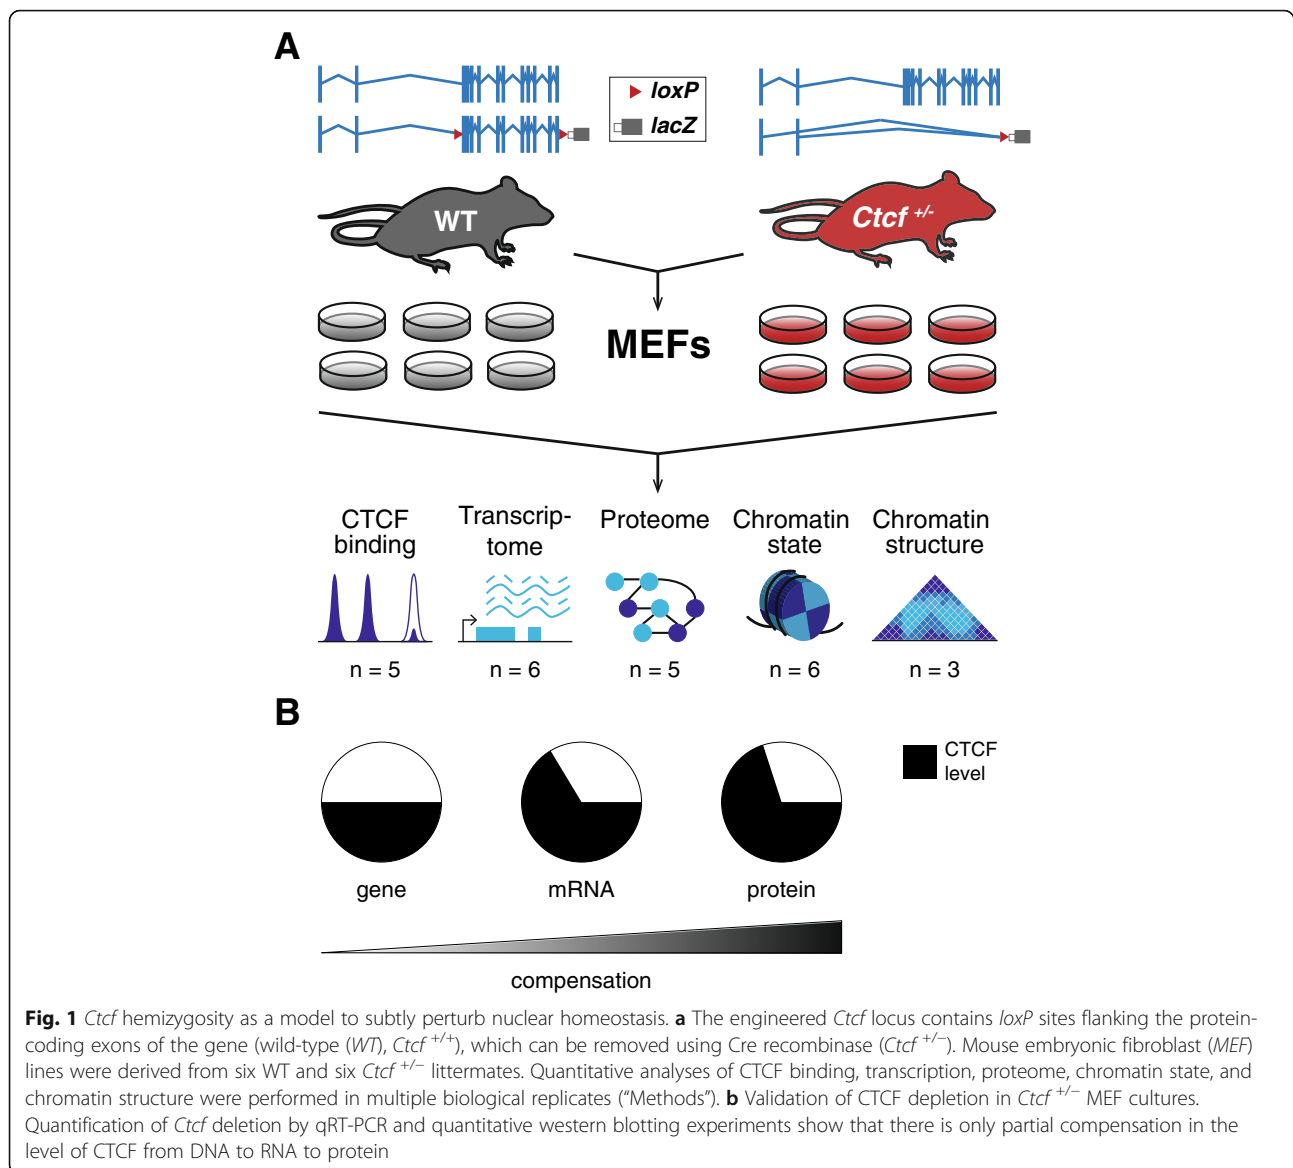 A
loxP
lacZ
WT
Ctcf +/-
MEFs
CTCF
binding
Transcrip-
tome
Proteome
Chromatin
state
Chromatin
structure
n = 5
n = 6
n = 5
n = 6
n = 3
B
CTCF
level
gene
mRNA
protein
compensation
Fig. 1 Ctcf hemizygosity as a model to subtly perturb nuclear homeostasis. a The engineered Ctcf locus contains loxP sites flanking the protein-
coding exons of the gene (wild-type (WT), Ctcf +/+), which can be removed using Cre recombinase (Ctcf +/−). Mouse embryonic fibroblast (MEF)
lines were derived from six WT and six Ctcf +/− littermates. Quantitative analyses of CTCF binding, transcription, proteome, chromatin state, and
chromatin structure were performed in multiple biological replicates (“Methods”). b Validation of CTCF depletion in Ctcf +/− MEF cultures.
Quantification of Ctcf deletion by qRT-PCR and quantitative western blotting experiments show that there is only partial compensation in the
level of CTCF from DNA to RNA to protein